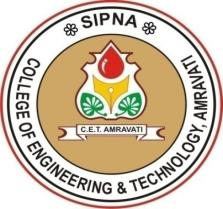 SIPNA
COLLEGE OF ENGINEERING & TECHNOLOGY, AMRAVATI
C.E.T. AMRAVATI